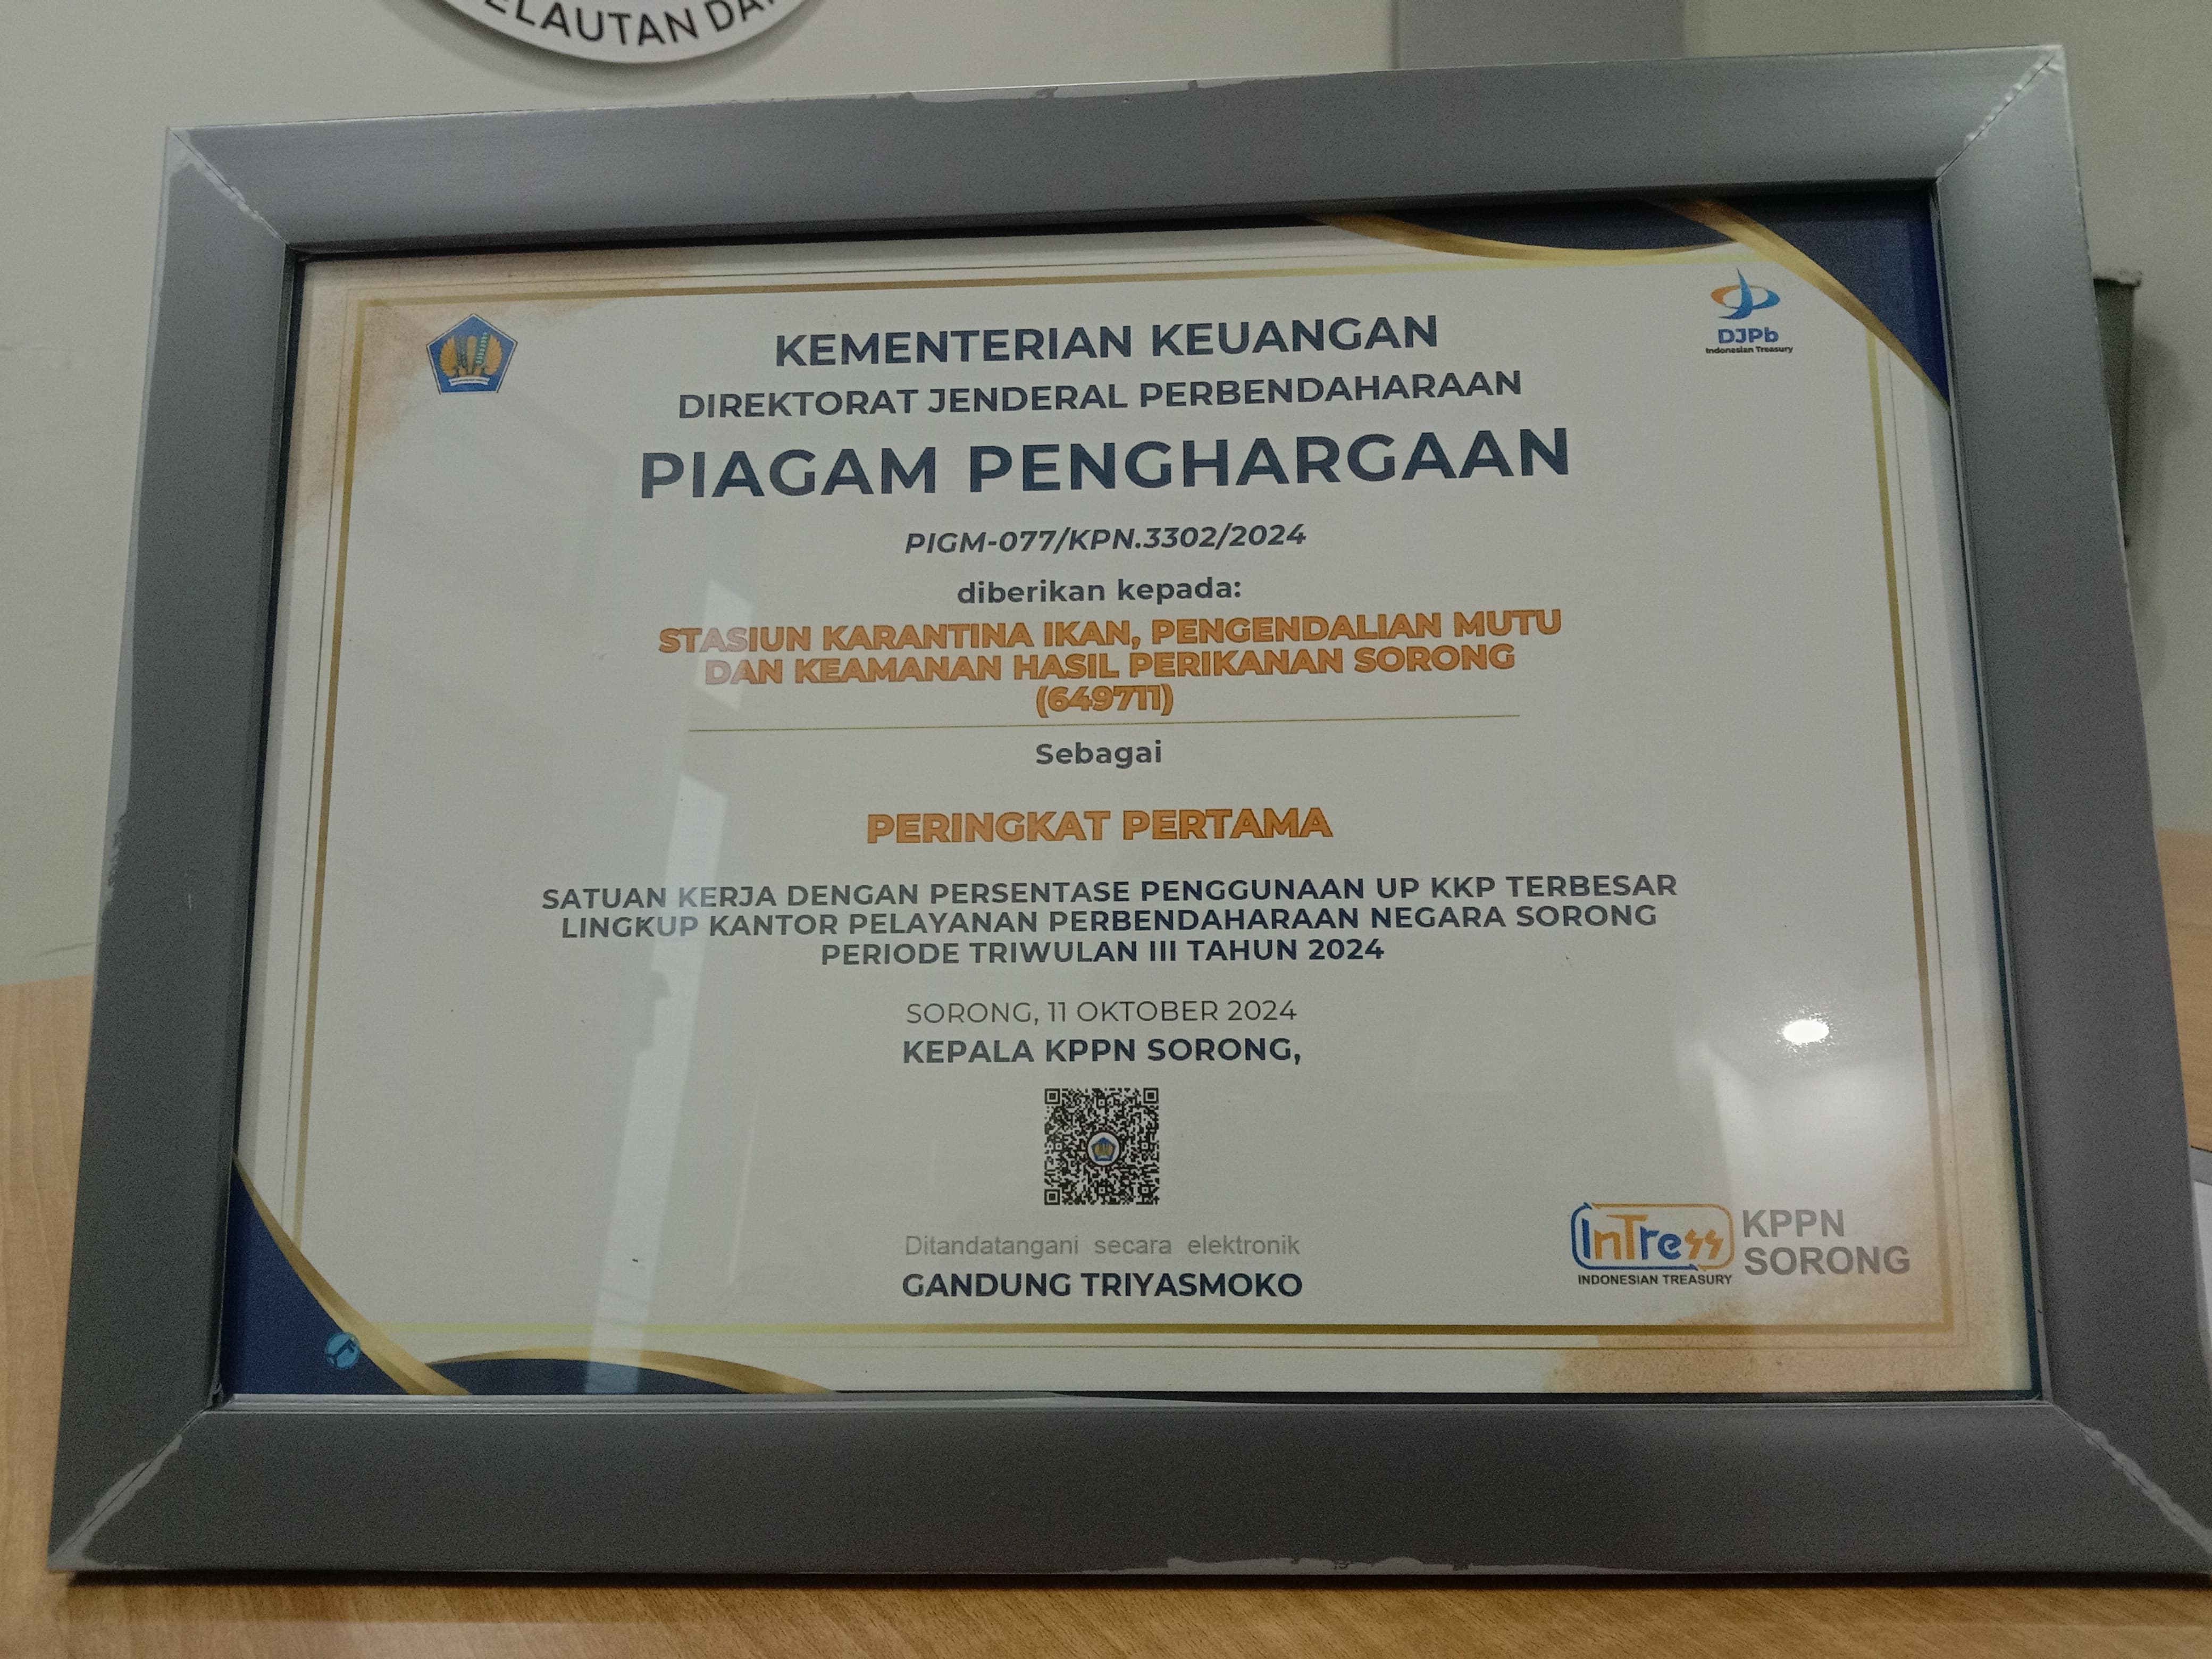 ELAUTAN DA
KEMENTERIAN KEUANGAN
DIREKTORAT JENDERAL PERBENDAHARAAN
PIAGAM PENGHARGAAN
PIGM-077/KPN.3302/2024
diberikan kepada:
STASIUN KARANTINA IKAN, PENGENDALIAN MUTU
DAN KEAMANAN HASIL PERIKANAN SORONG
(649711)
Sebagai
PERINGKAT PERTAMA
SATUAN KERJA DENGAN PERSENTASE PENGGUNAAN UP KKP TERBESAR
LINGKUP KANTOR PELAYANAN PERBENDAHARAAN NEGARA SORONG
PERIODE TRIWULAN III TAHUN 2024
SORONG, 11 OKTOBER 2024
KEPALA KPPN SORONG,
Ditandatangani secara elektronik
GANDUNG TRIYASMOKO
DJPb
Indonesian Treasury
InTress
INDONESIAN TREASURY
KPPN
SORONG